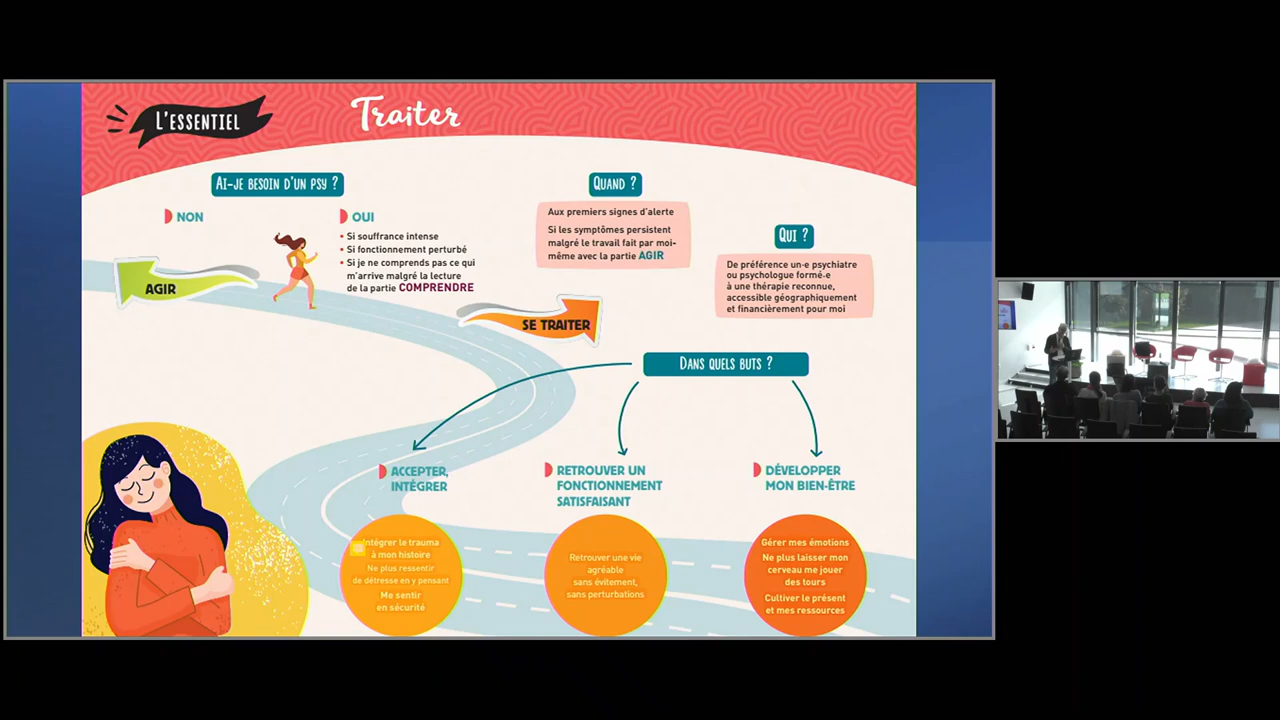 L'ESSENTIEL
Traiter
AI-JE BESOIN D'UN PSY ?
NON
OUI
• Si souffrance intense
• Si fonctionnement perturbé
• Si je ne comprends pas ce qui
m'arrive malgré la lecture
de la partie COMPRENDRE
AGIR
SE TRAITER
QUAND ?
Aux premiers signes d'alerte
Si les symptômes persistent
malgré le travail fait par moi-
même avec la partie AGIR
QUI ?
De préférence un·e psychiatre
ou psychologue formé·e
à une thérapie reconnue,
accessible géographiquement
et financièrement pour moi
DANS QUELS BUTS ?
ACCEPTER,
INTÉGRER
Intégrer le trauma
à mon histoire
Ne plus ressentir
de détresse en y pensant
Me sentir
en sécurité
RETROUVER UN
FONCTIONNEMENT
SATISFAISANT
Retrouver une vie
agréable
sans évitement,
sans perturbations
DÉVELOPPER
MON BIEN-ÊTRE
Gérer mes émotions
Ne plus laisser mon
cerveau me jouer
des tours
Cultiver le présent
et mes ressources